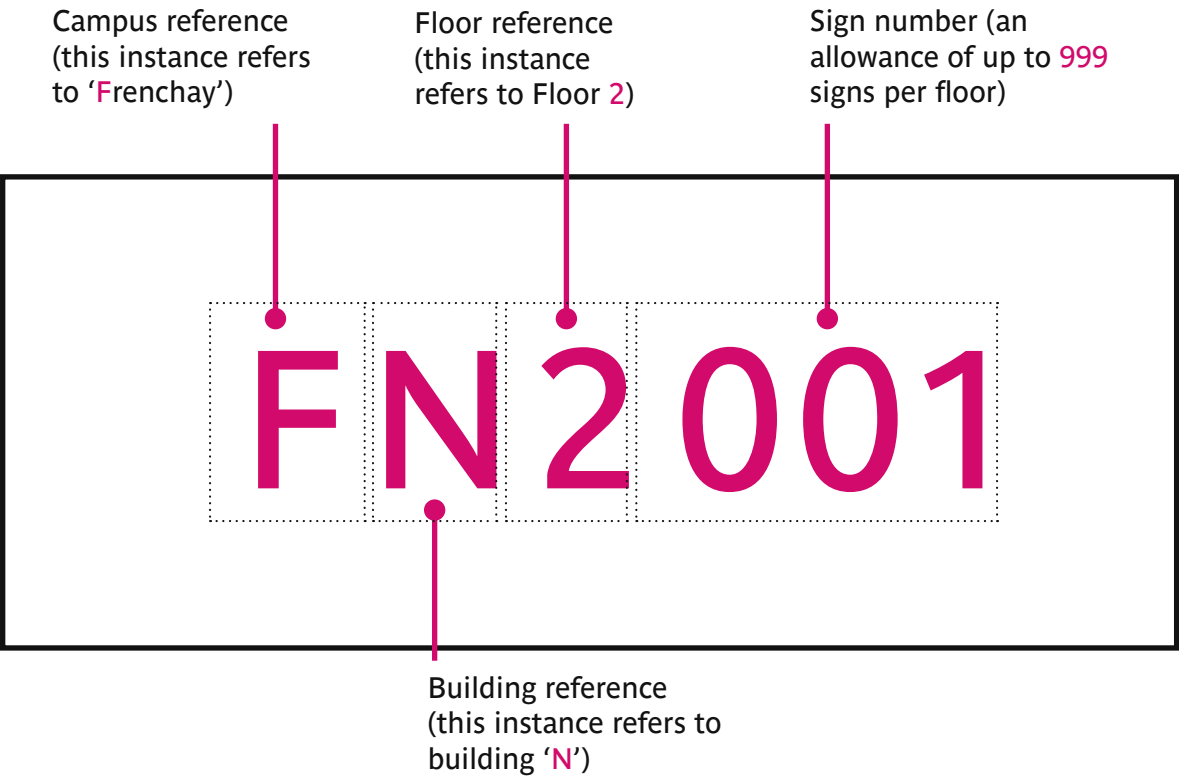 Campus reference
(this instance refers
to ‘Frenchay’)
Floor reference
(this instance
refers to Floor 2)
Sign number (an
allowance of up to 999
signs per floor)
FN2001
Building reference
(this instance refers to
building ‘N’)